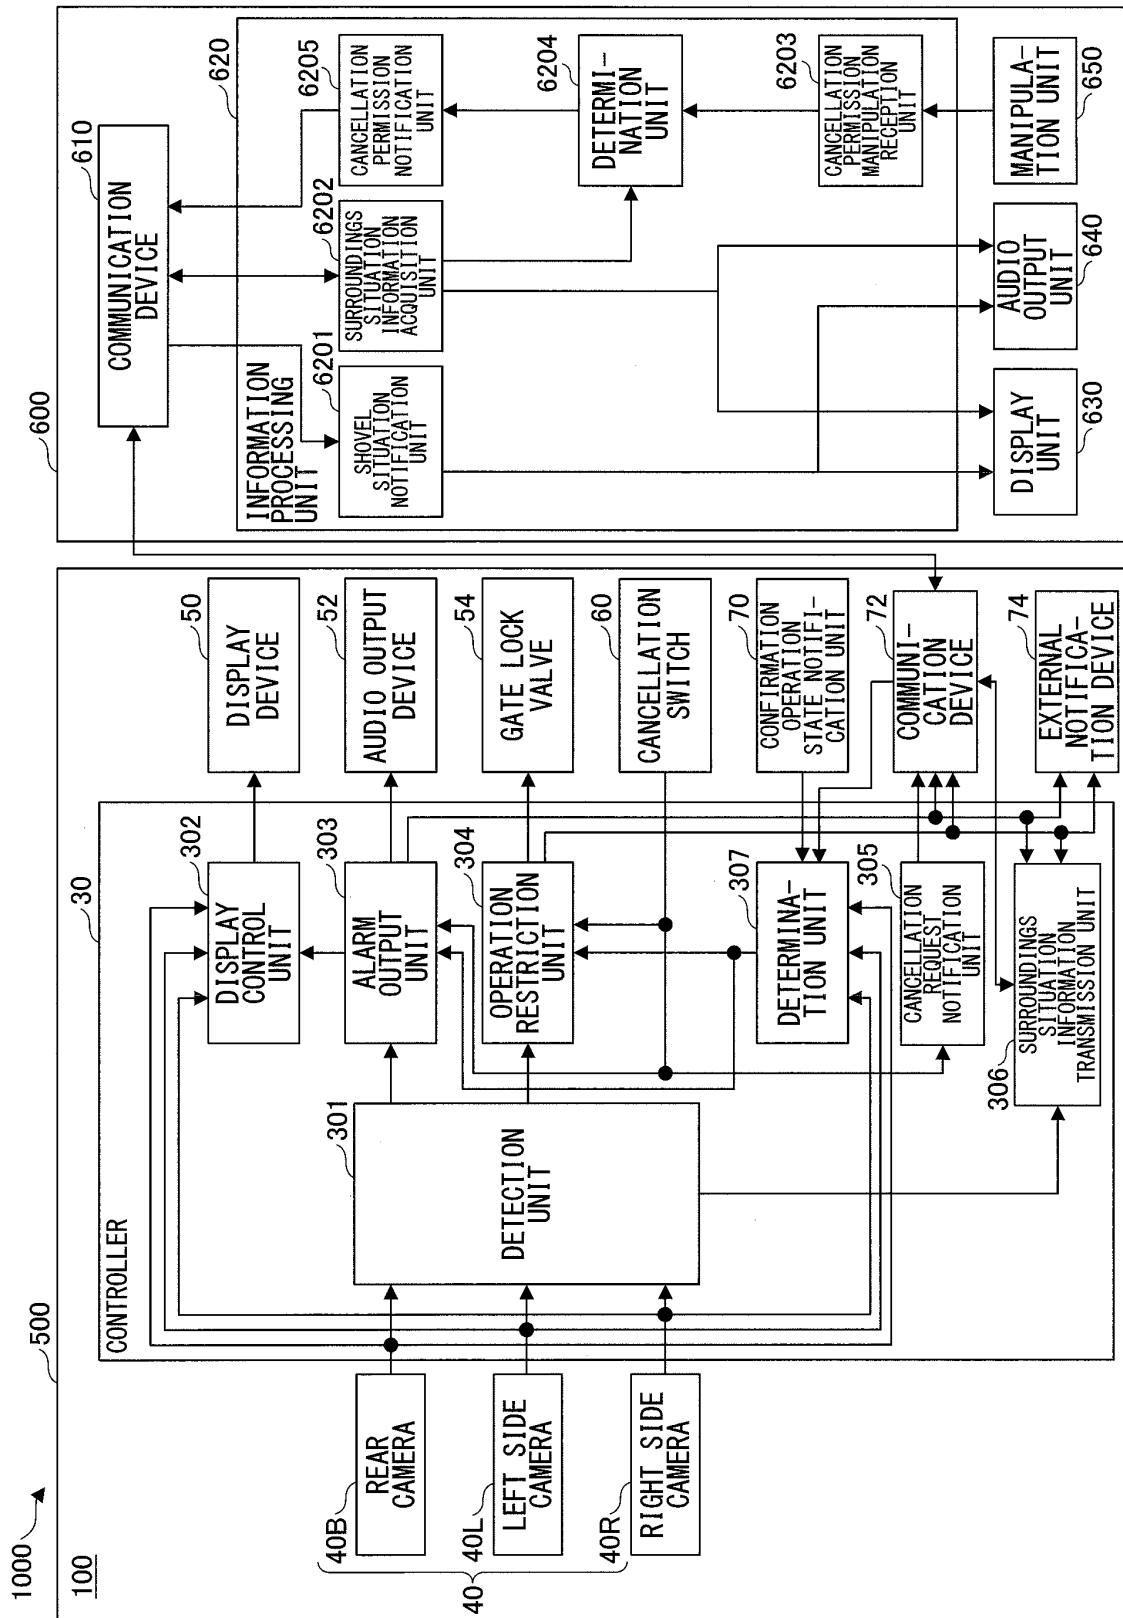 1000
100
500
40
40B
REAR
CAMERA
40L
LEFT SIDE
CAMERA
40R
RIGHT SIDE
CAMERA
CONTROLLER
30
301
DETECTION
UNIT
302
DISPLAY
CONTROL
UNIT
303
ALARM
OUTPUT
UNIT
304
OPERATION
RESTRICTION
UNIT
307
DETERMINA-
TION UNIT
305
CANCELLATION
REQUEST
NOTIFICATION
UNIT
306
SURROUNDINGS
SITUATION
INFORMATION
TRANSMISSION UNIT
50
DISPLAY
DEVICE
52
AUDIO OUTPUT
DEVICE
54
GATE LOCK
VALVE
60
CANCELLATION
SWITCH
70
CONFIRMATION
OPERATION
STATE NOTIFI-
CATION UNIT
72
COMMUNI-
CATION
DEVICE
74
EXTERNAL
NOTIFICA-
TION DEVICE
600
610
COMMUNICATION
DEVICE
620
INFORMATION
PROCESSING
UNIT
6201
SHOVEL
SITUATION
NOTIFICATION
UNIT
6202
SURROUNDINGS
SITUATION
INFORMATION
ACQUISITION
UNIT
6205
CANCELLATION
PERMISSION
NOTIFICATION
UNIT
6204
DETERMI-
NATION
UNIT
6203
CANCELLATION
PERMISSION
MANIPULATION
RECEPTION
UNIT
DISPLAY
UNIT
630
AUDIO
OUTPUT
UNIT
640
MANIPULA-
TION UNIT
650